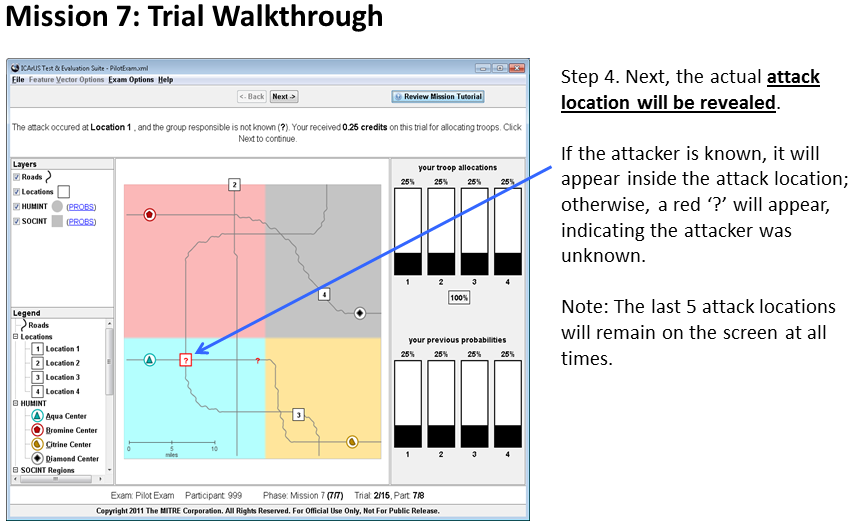 Mission 7: Trial Walkthrough
ICArUS Test & Evaluation Suite - PilotExam.xml
File Feature Vector Options Exam Options Help
<- Back Next -> Review Mission Tutorial
The attack occured at Location 1 , and the group responsible is not known (?). Your received 0.25 credits on this trial for allocating troops. Click
Next to continue.
Layers
Roads
Locations
HUMINT (PROBS)
SOCINT (PROBS)
Legend
Roads
Locations
1 Location 1
2 Location 2
3 Location 3
4 Location 4
HUMINT
Aqua Center
Bromine Center
Citrine Center
Diamond Center
SOCINT Regions
2
4
?
?
3
0 5 10
miles
your troop allocations
25% 25% 25% 25%
1 2 3 4
100%
your previous probabilities
25% 25% 25% 25%
1 2 3 4
Exam: Pilot Exam Participant: 999 Phase: Mission 7 (7/7) Trial: 2/15, Part: 7/8
Copyright 2011 The MITRE Corporation. All Rights Reserved. For Official Use Only, Not For Public Release.
Step 4. Next, the actual attack
location will be revealed.
If the attacker is known, it will
appear inside the attack location;
otherwise, a red ‘?’ will appear,
indicating the attacker was
unknown.
Note: The last 5 attack locations
will remain on the screen at all
times.